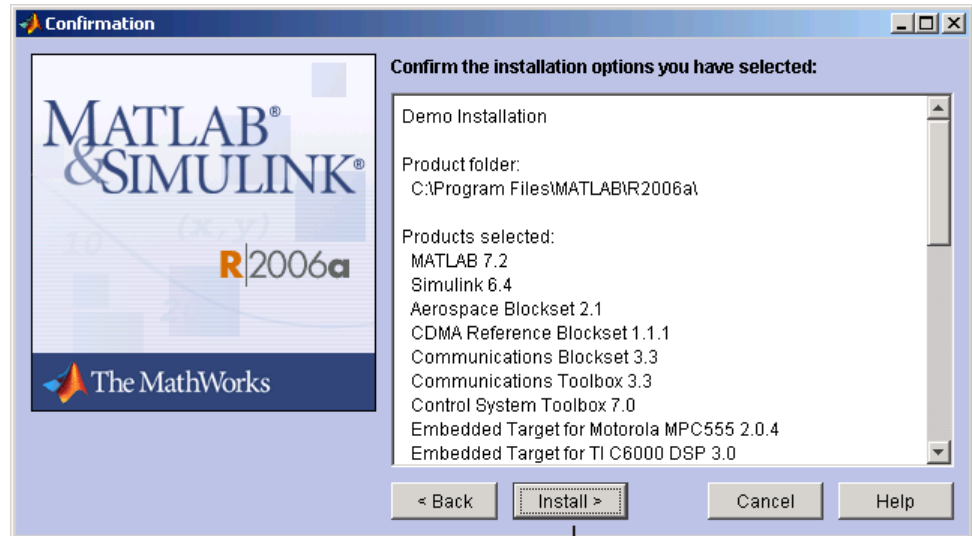 Confirmation
MATLAB®
&SIMULINK®
(x,y)
10
R2006a
20
The MathWorks
Confirm the installation options you have selected:
Demo Installation
Product folder:
C:\Program Files\MATLAB\R2006a\
Products selected:
MATLAB 7.2
Simulink 6.4
Aerospace Blockset 2.1
CDMA Reference Blockset 1.1.1
Communications Blockset 3.3
Communications Toolbox 3.3
Control System Toolbox 7.0
Embedded Target for Motorola MPC555 2.0.4
Embedded Target for TI C6000 DSP 3.0
< Back
Install >
Cancel
Help